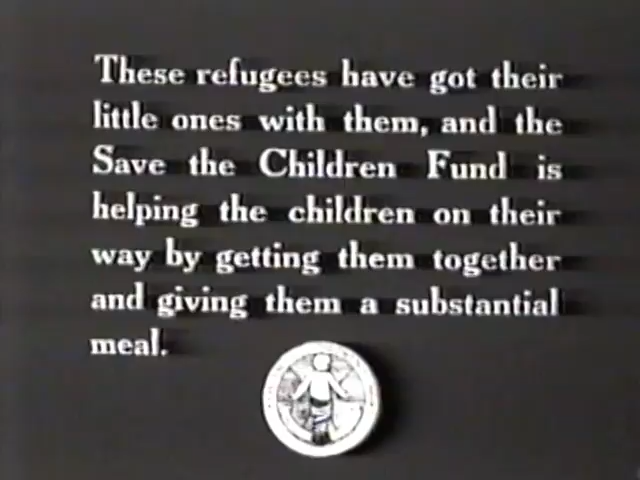 These refugees have got their
little ones with them, and the
Save the Children Fund is
helping the children on their
way by getting them together
and giving them a substantial
meal.